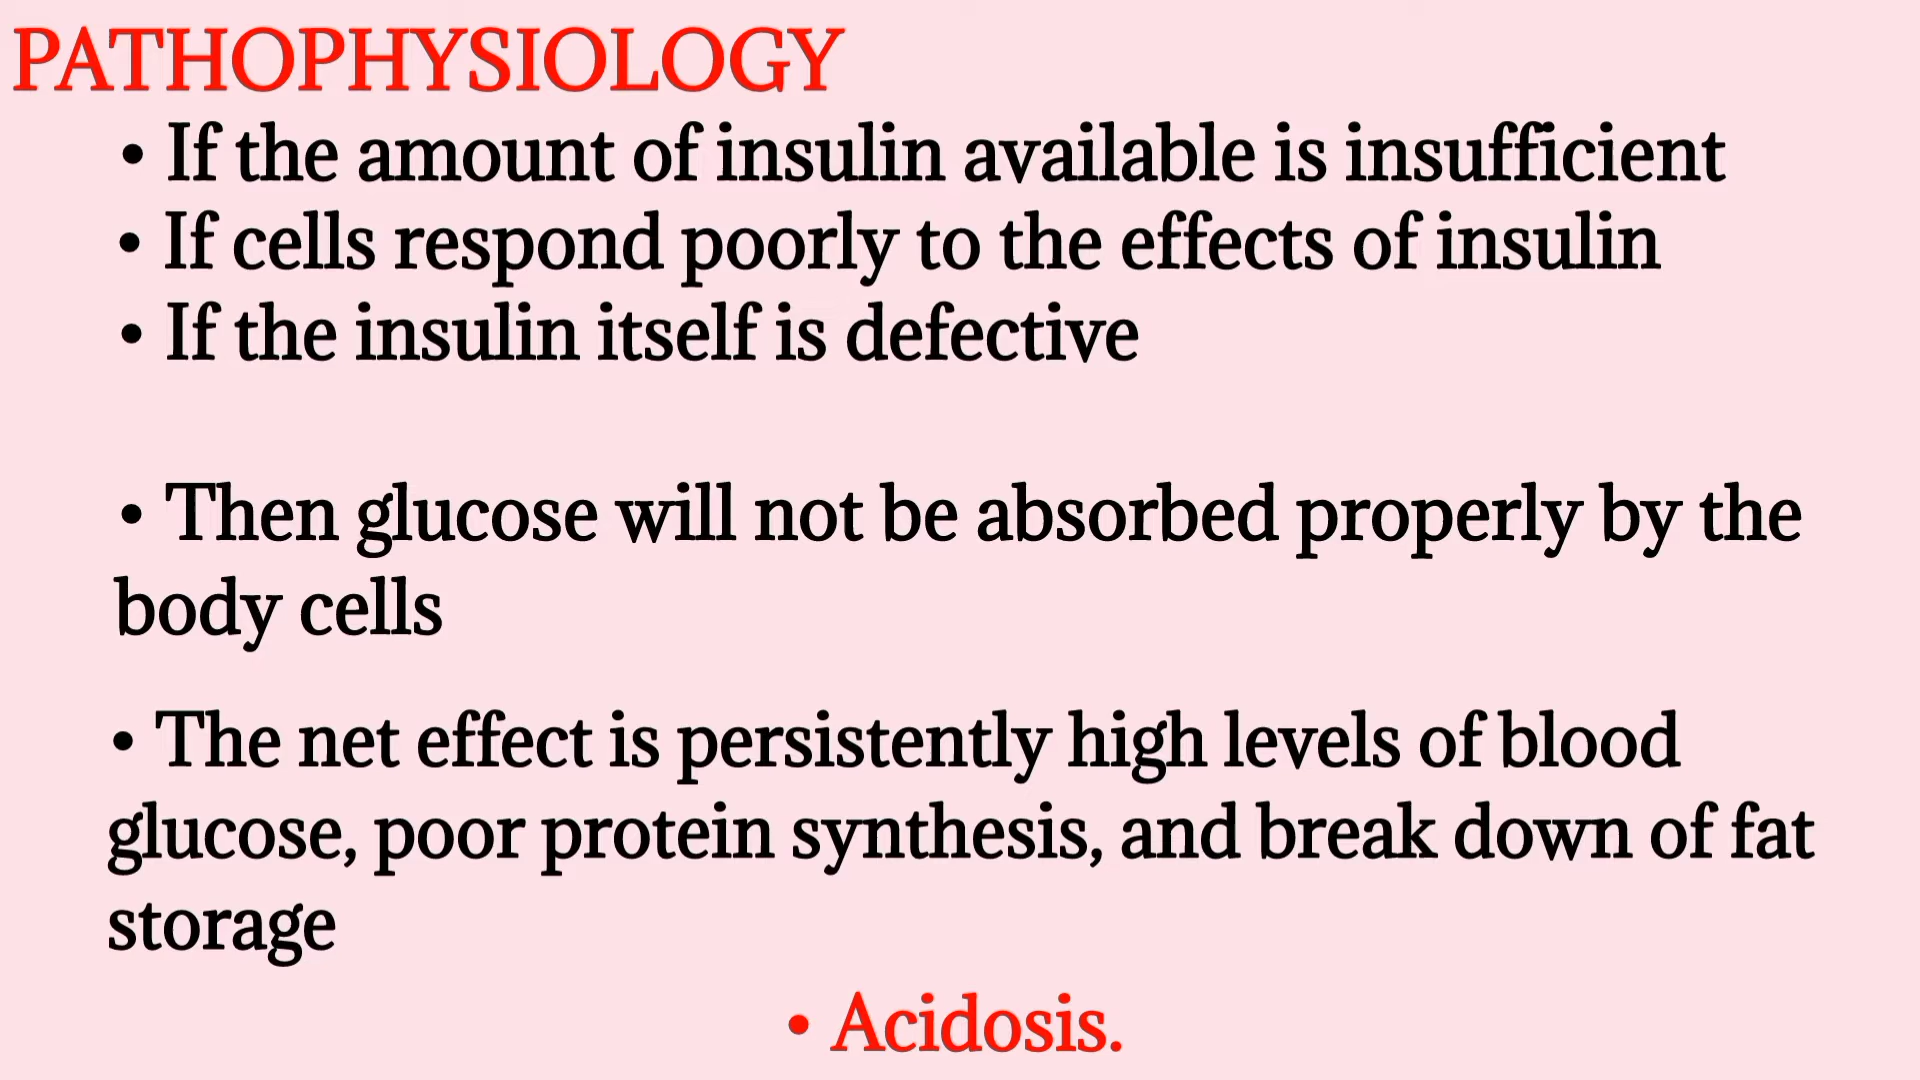 PATHOPHYSIOLOGY
• If the amount of insulin available is insufficient
• If cells respond poorly to the effects of insulin
• If the insulin itself is defective
• Then glucose will not be absorbed properly by the
body cells
• The net effect is persistently high levels of blood
glucose, poor protein synthesis, and break down of fat
storage
• Acidosis.